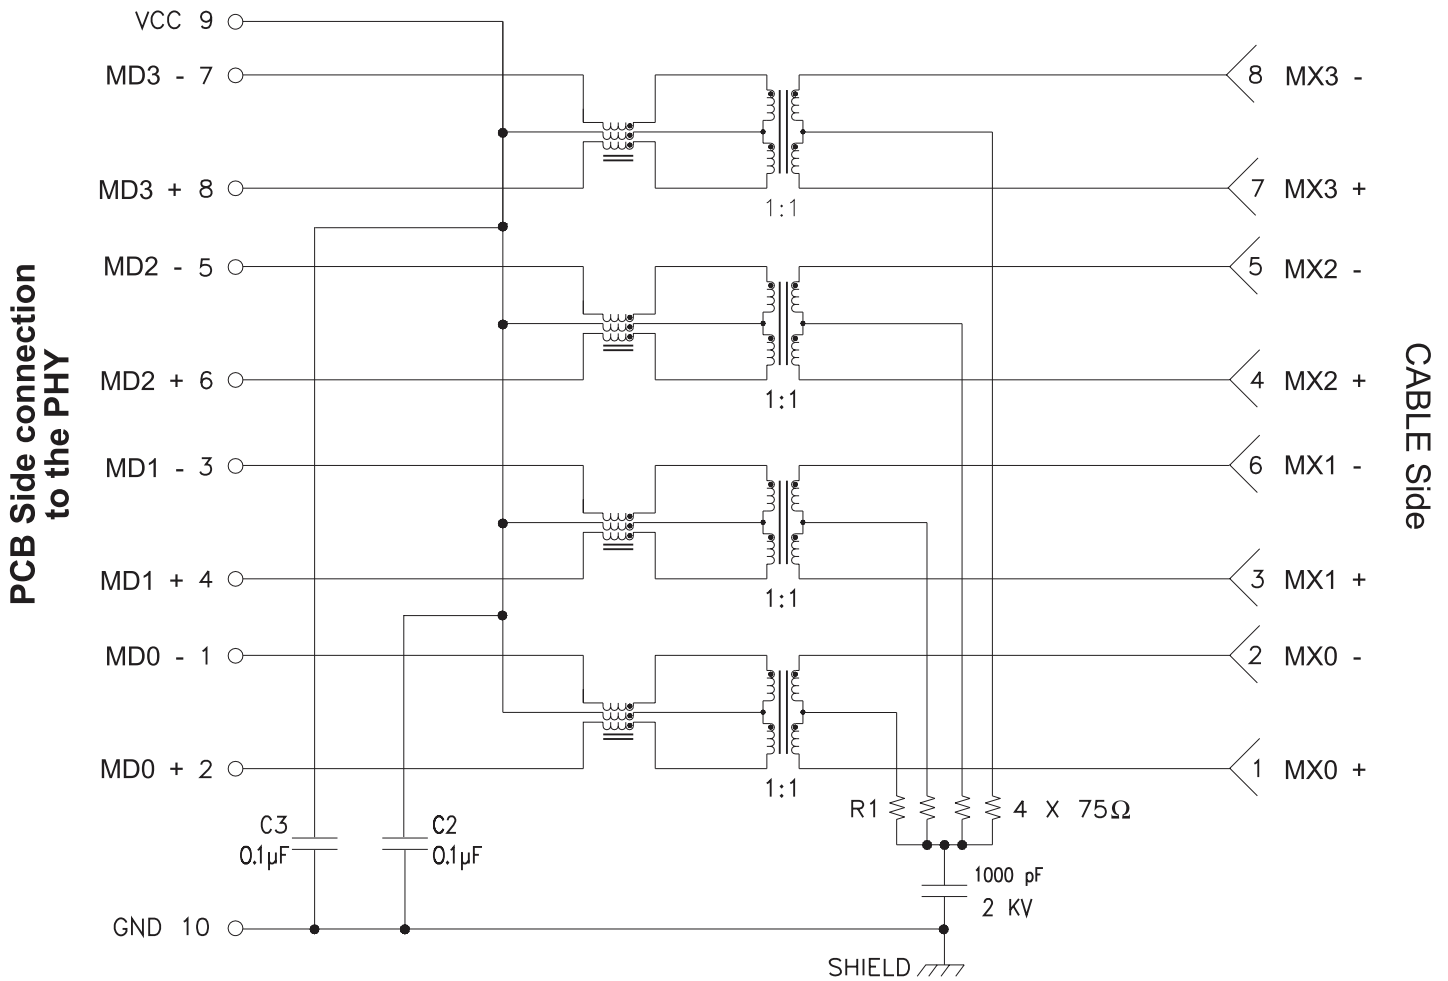 VCC 9
MD3 - 7
8 MX3 -
MD3 + 8
7 MX3 +
1:1
MD2 - 5
5 MX2 -
MD2 + 6
4 MX2 +
1:1
PCB Side connection
to the PHY
CABLE Side
MD1 - 3
6 MX1 -
MD1 + 4
3 MX1 +
1:1
MD0 - 1
2 MX0 -
MD0 + 2
1 MX0 +
1:1
R1
4 X 75Ω
C3
0.1µF
C2
0.1µF
1000 pF
2 KV
GND 10
SHIELD